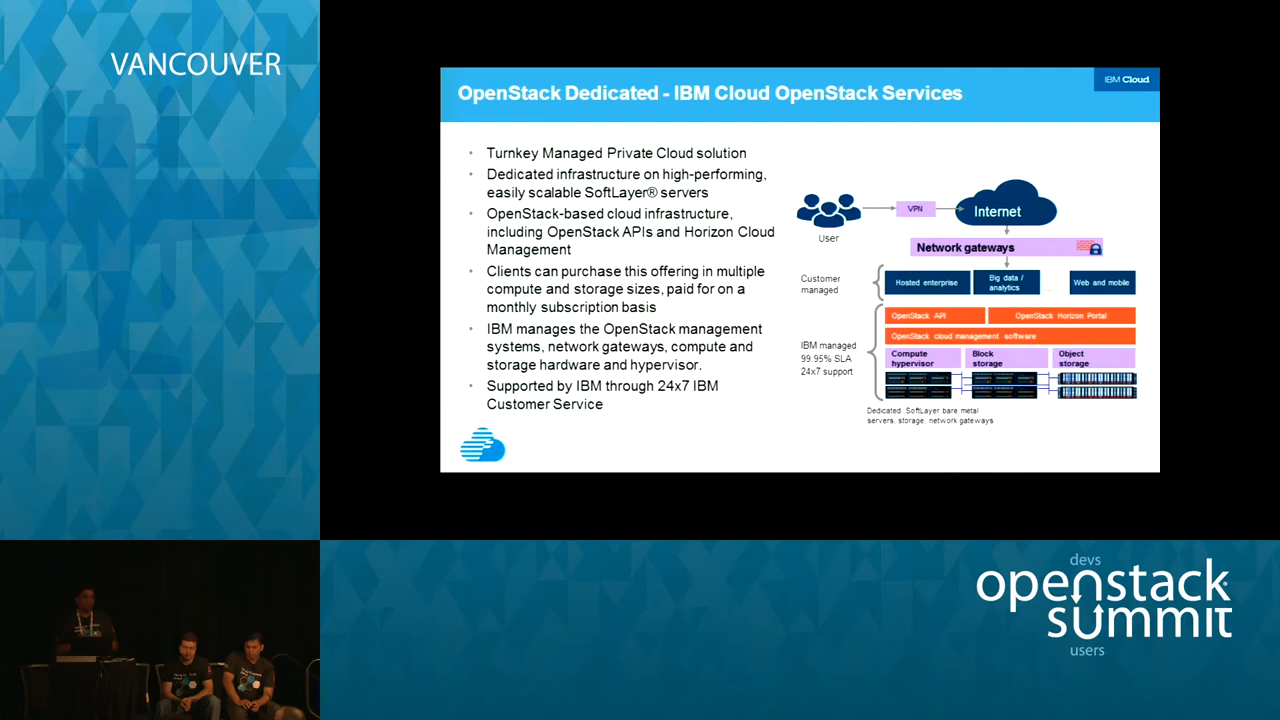 VANCOUVER
OpenStack Dedicated - IBM Cloud OpenStack Services
IBM Cloud
• Turnkey Managed Private Cloud solution
• Dedicated infrastructure on high-performing,
easily scalable SoftLayer® servers
• OpenStack-based cloud infrastructure,
including OpenStack APIs and Horizon Cloud
Management
• Clients can purchase this offering in multiple
compute and storage sizes, paid for on a
monthly subscription basis
• IBM manages the OpenStack management
systems, network gateways, compute and
storage hardware and hypervisor.
• Supported by IBM through 24x7 IBM
Customer Service
User
VPN
Internet
Network gateways
Customer
managed
Hosted enterprise
Big data /
analytics
...
Web and mobile
IBM managed
99.95% SLA
24x7 support
OpenStack API
OpenStack Horizon Portal
OpenStack cloud management software
Compute
hypervisor
Block
storage
Object
storage
Dedicated SoftLayer bare metal
servers, storage, network gateways
devs
openstack
summit
users